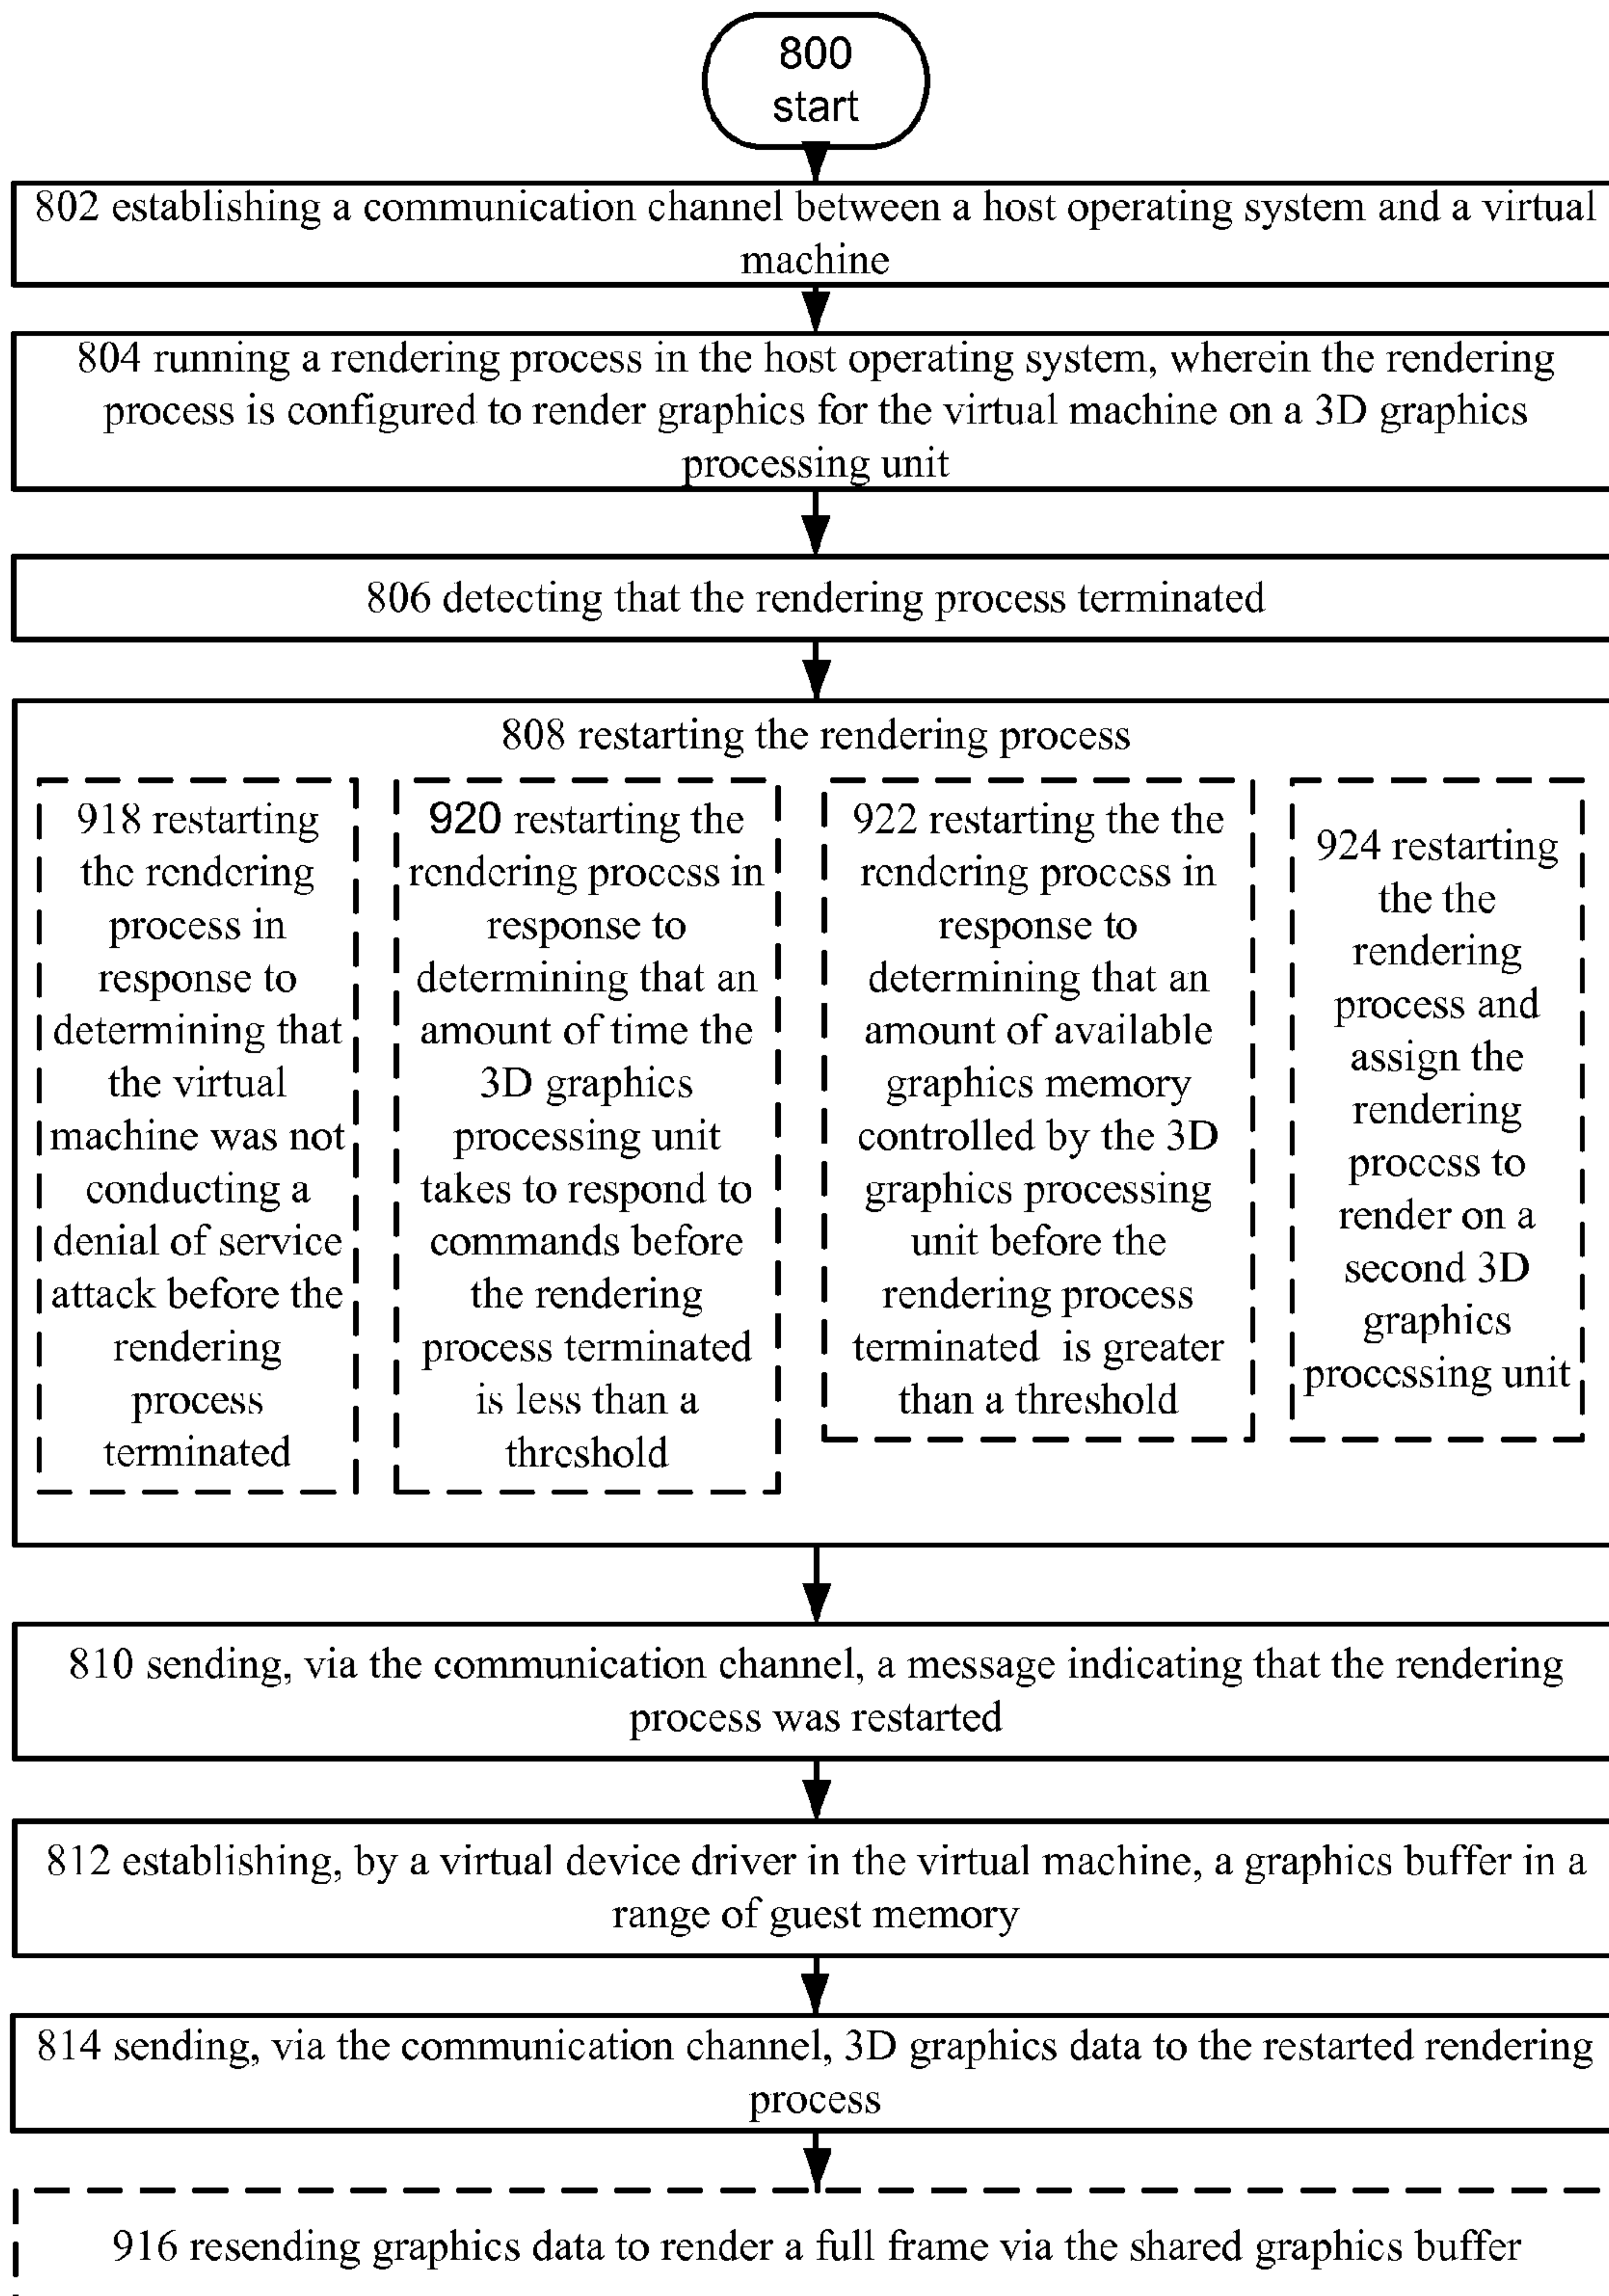 800
start
802 establishing a communication channel between a host operating system and a virtual
machine
804 running a rendering process in the host operating system, wherein the rendering
process is configured to render graphics for the virtual machine on a 3D graphics
processing unit
806 detecting that the rendering process terminated
808 restarting the rendering process
918 restarting
the rendering
process in
response to
determining that
the virtual
machine was not
conducting a
denial of service
attack before the
rendering
process
terminated
920 restarting the
rendering process in
response to
determining that an
amount of time the
3D graphics
processing unit
takes to respond to
commands before
the rendering
process terminated
is less than a
threshold
922 restarting the the
rendering process in
response to
determining that an
amount of available
graphics memory
controlled by the 3D
graphics processing
unit before the
rendering process
terminated is greater
than a threshold
924 restarting
the the
rendering
process and
assign the
rendering
process to
render on a
second 3D
graphics
processing unit
810 sending, via the communication channel, a message indicating that the rendering
process was restarted
812 establishing, by a virtual device driver in the virtual machine, a graphics buffer in a
range of guest memory
814 sending, via the communication channel, 3D graphics data to the restarted rendering
process
916 resending graphics data to render a full frame via the shared graphics buffer